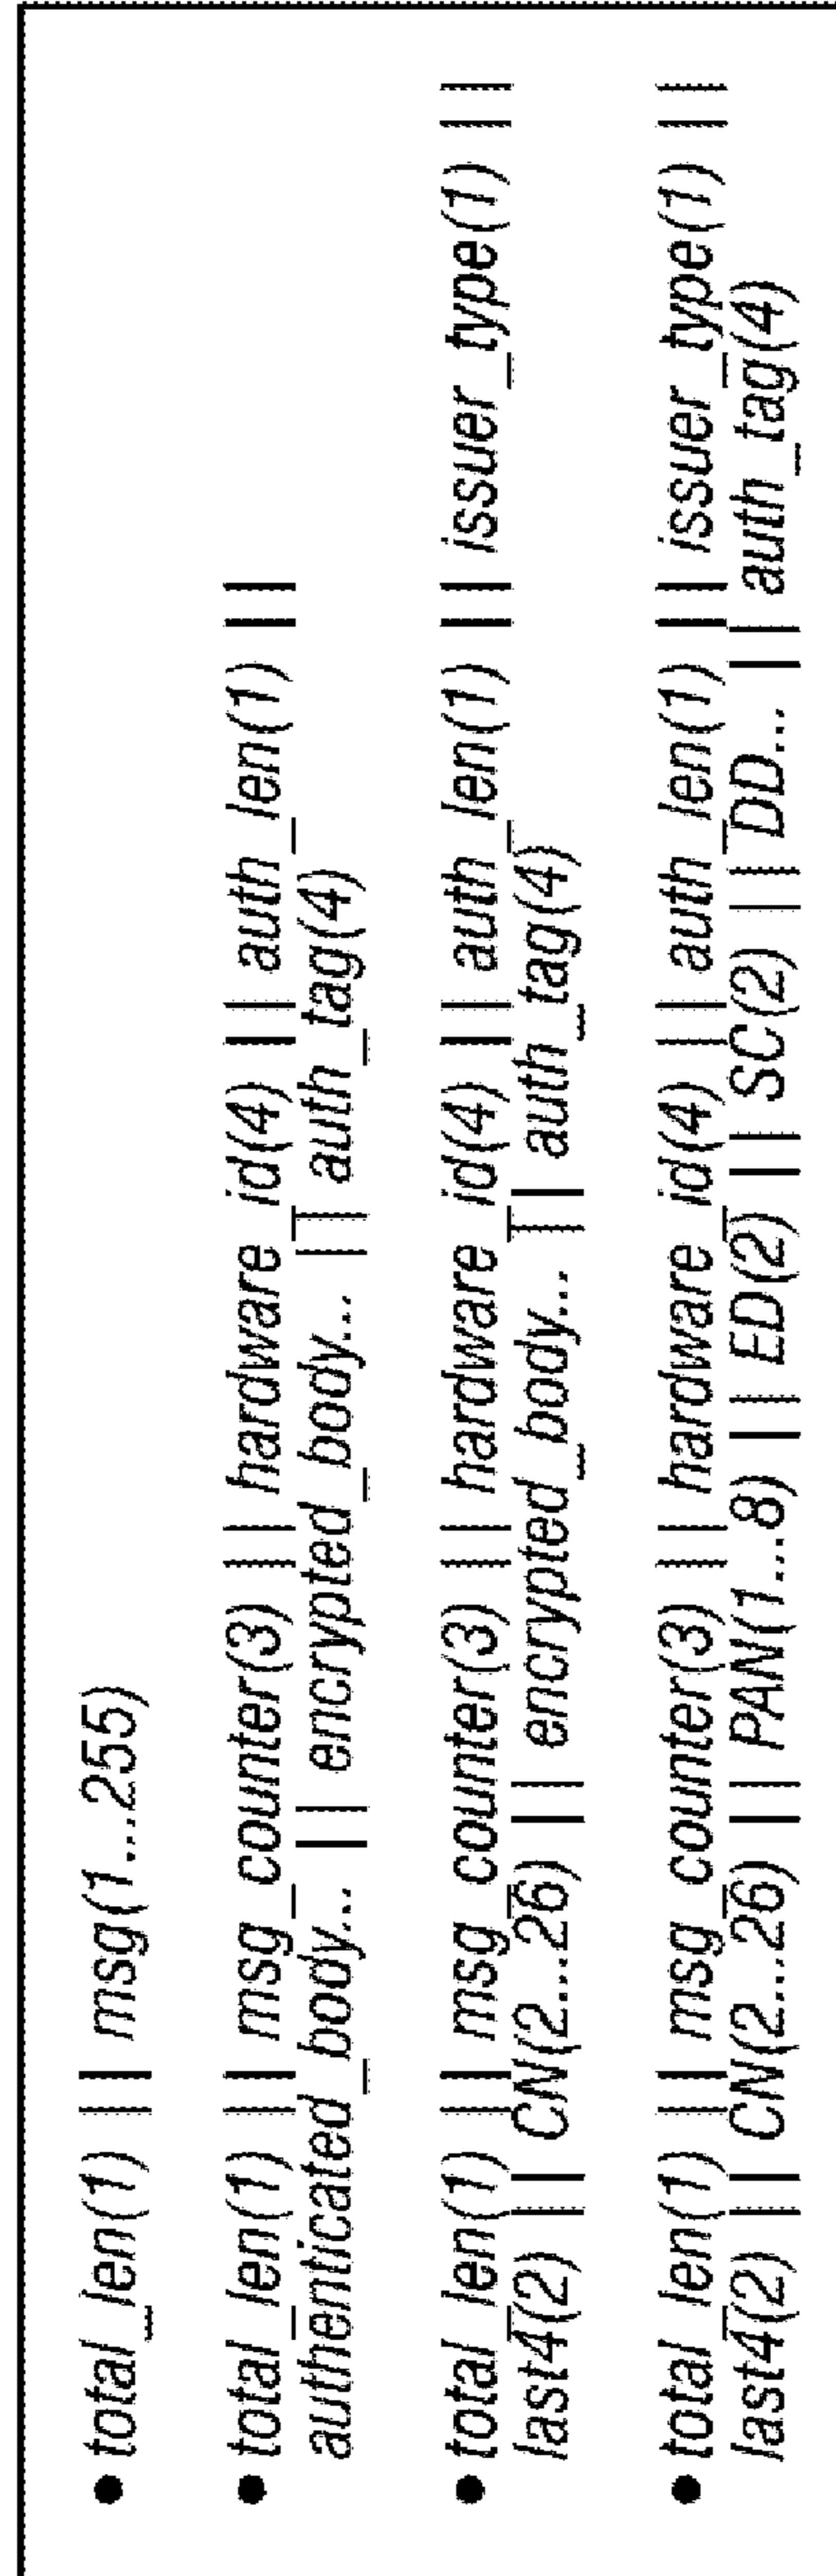 • total_len(1) || msg(1...255)
• total_len(1) || msg_counter(3) || hardware_id(4) || auth_len(1) ||
authenticated_body... || encrypted_body... || auth_tag(4)
• total_len(1) || msg_counter(3) || hardware_id(4) || auth_len(1) || issuer_type(1) ||
last4(2) || CN(2...26) || encrypted_body... || auth_tag(4)
• total_len(1) || msg_counter(3) || hardware_id(4) || auth_len(1) || issuer_type(1) ||
last4(2) || CN(2...26) || PAN(1...8) || ED(2) || SC(2) || DD... || auth_tag(4)